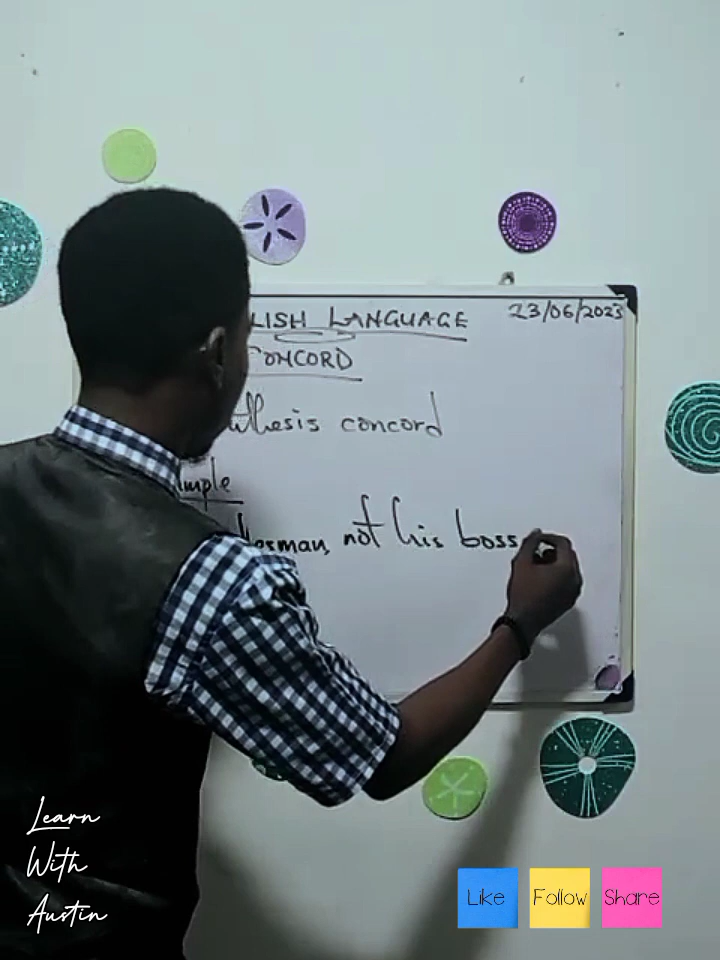 LISH LANGUAGE 23/06/2023
CONCORD
thesis concord
mple
lesman, not his boss,
Learn
With
Austin
Like Follow Share